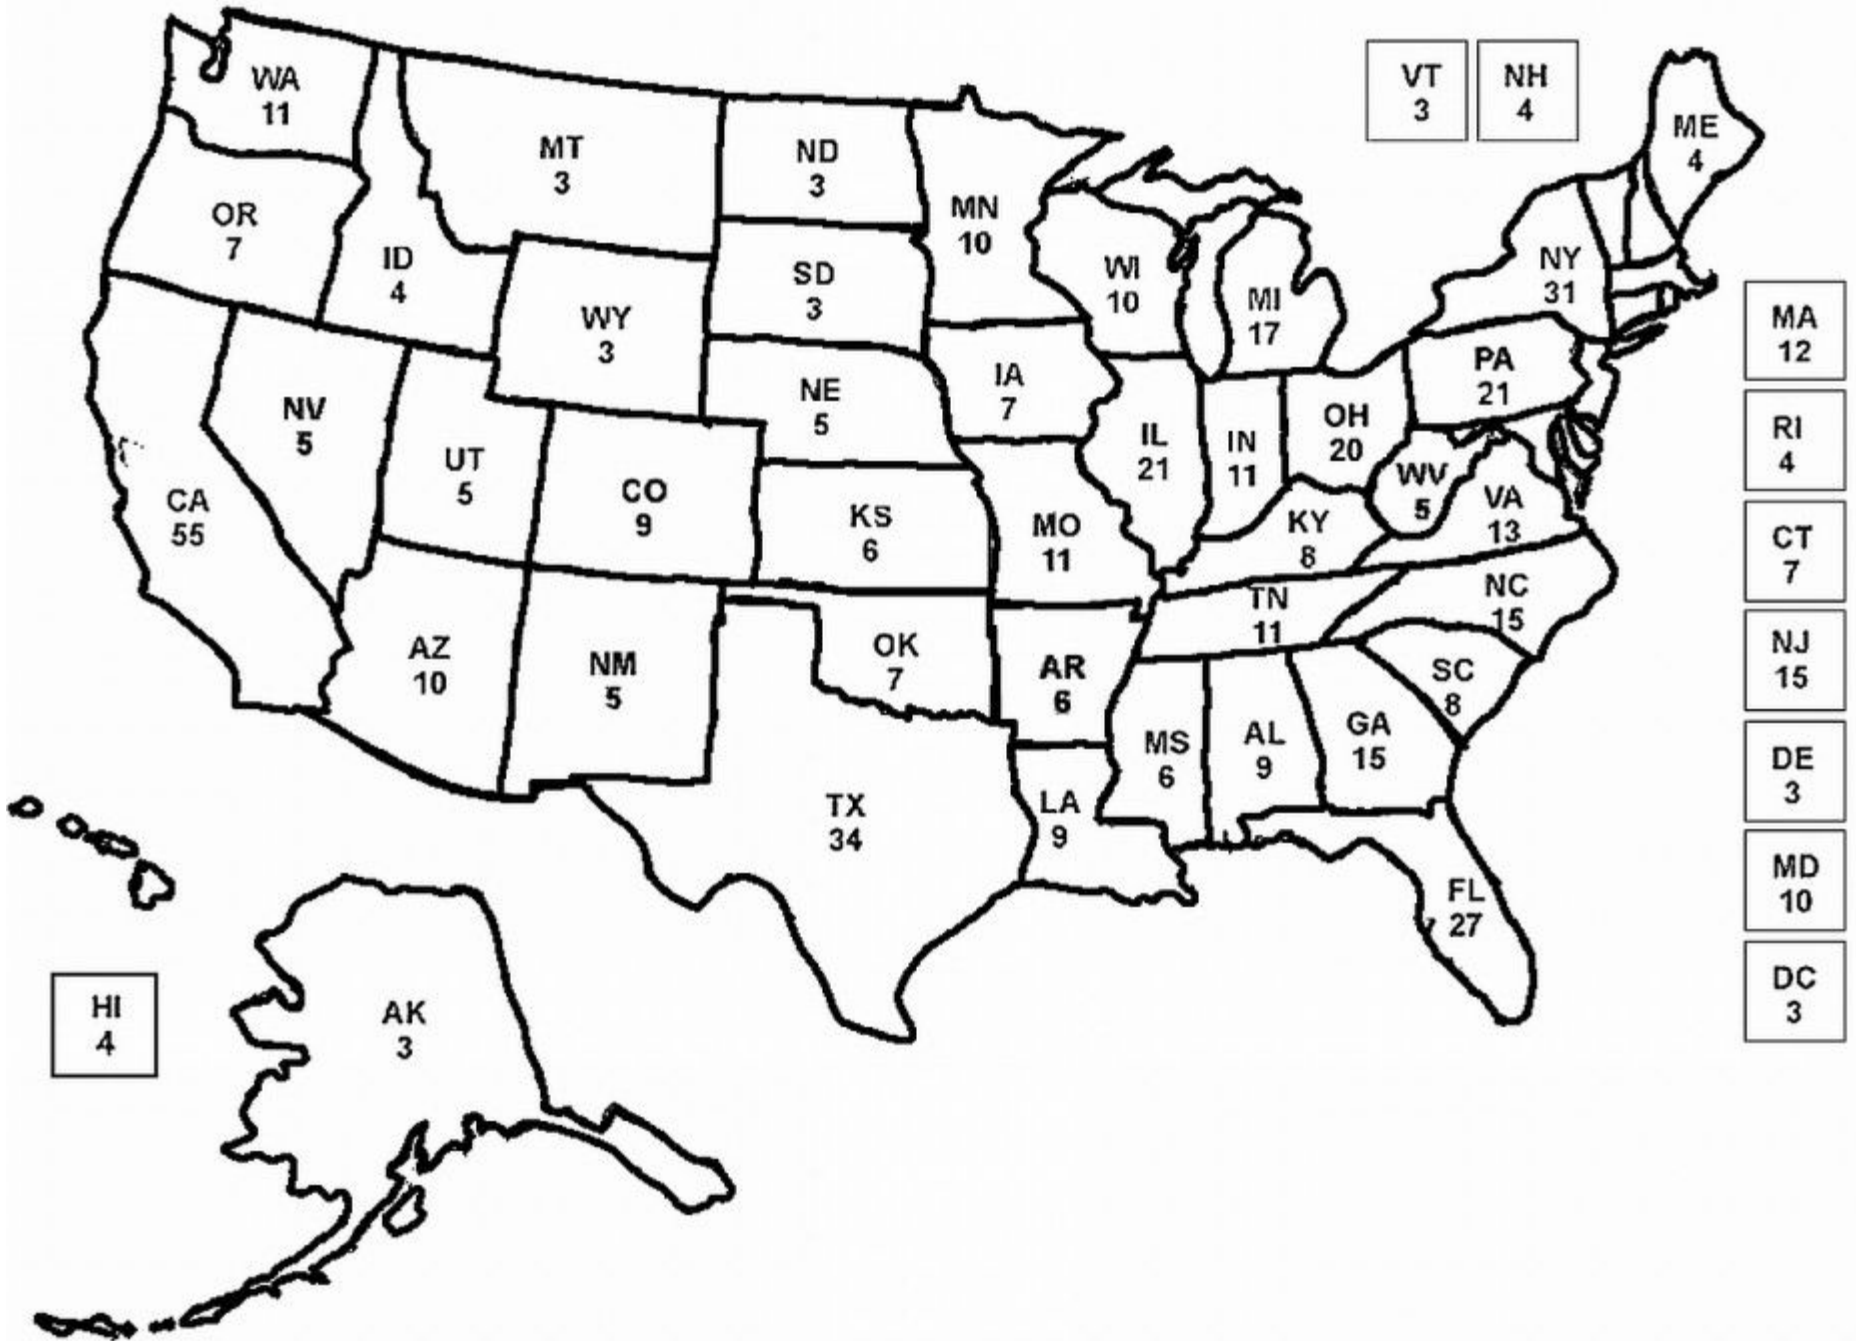 VT
3
NH
4
WA
11
MT
3
ND
3
MN
10
ME
4
OR
7
ID
4
WY
3
SD
3
WI
10
MI
17
NY
31
MA
12
NV
5
UT
5
CO
9
NE
5
IA
7
IL
21
IN
11
OH
20
PA
21
RI
4
CA
55
KS
6
MO
11
KY
8
WV
5
VA
13
CT
7
AZ
10
NM
5
OK
7
AR
6
TN
11
NC
15
NJ
15
TX
34
LA
9
MS
6
AL
9
GA
15
SC
8
DE
3
FL
27
MD
10
HI
4
AK
3
DC
3